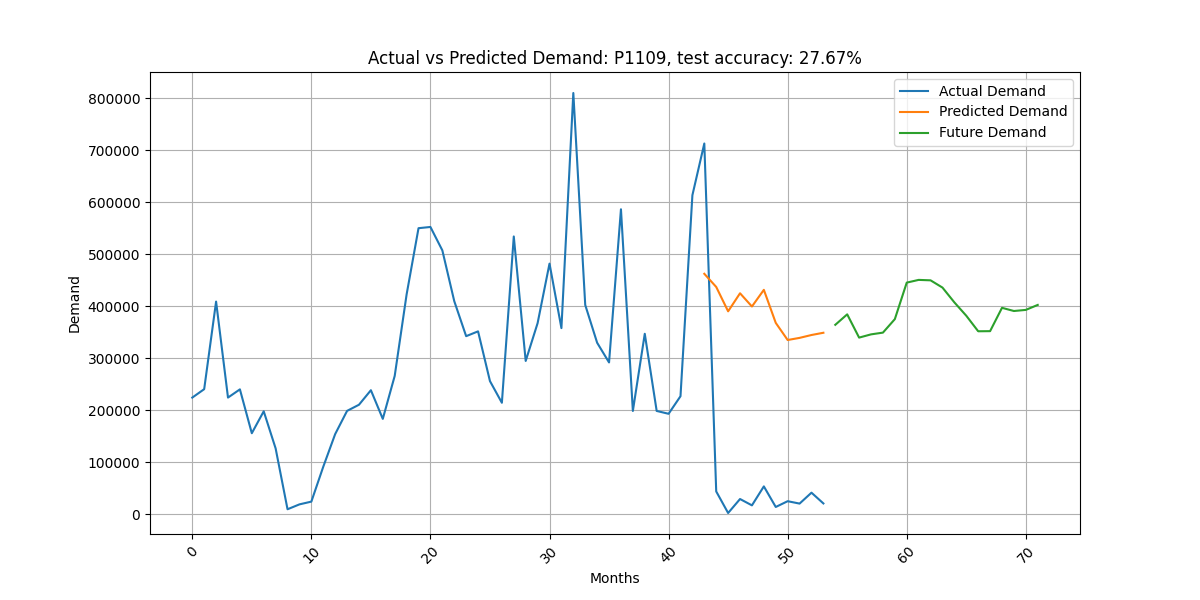 Actual vs Predicted Demand: P1109, test accuracy: 27.67%
Actual Demand
Predicted Demand
Future Demand
800000
700000
600000
500000
400000
300000
200000
100000
0
Demand
0 10 20 30 40 50 60 70
Months